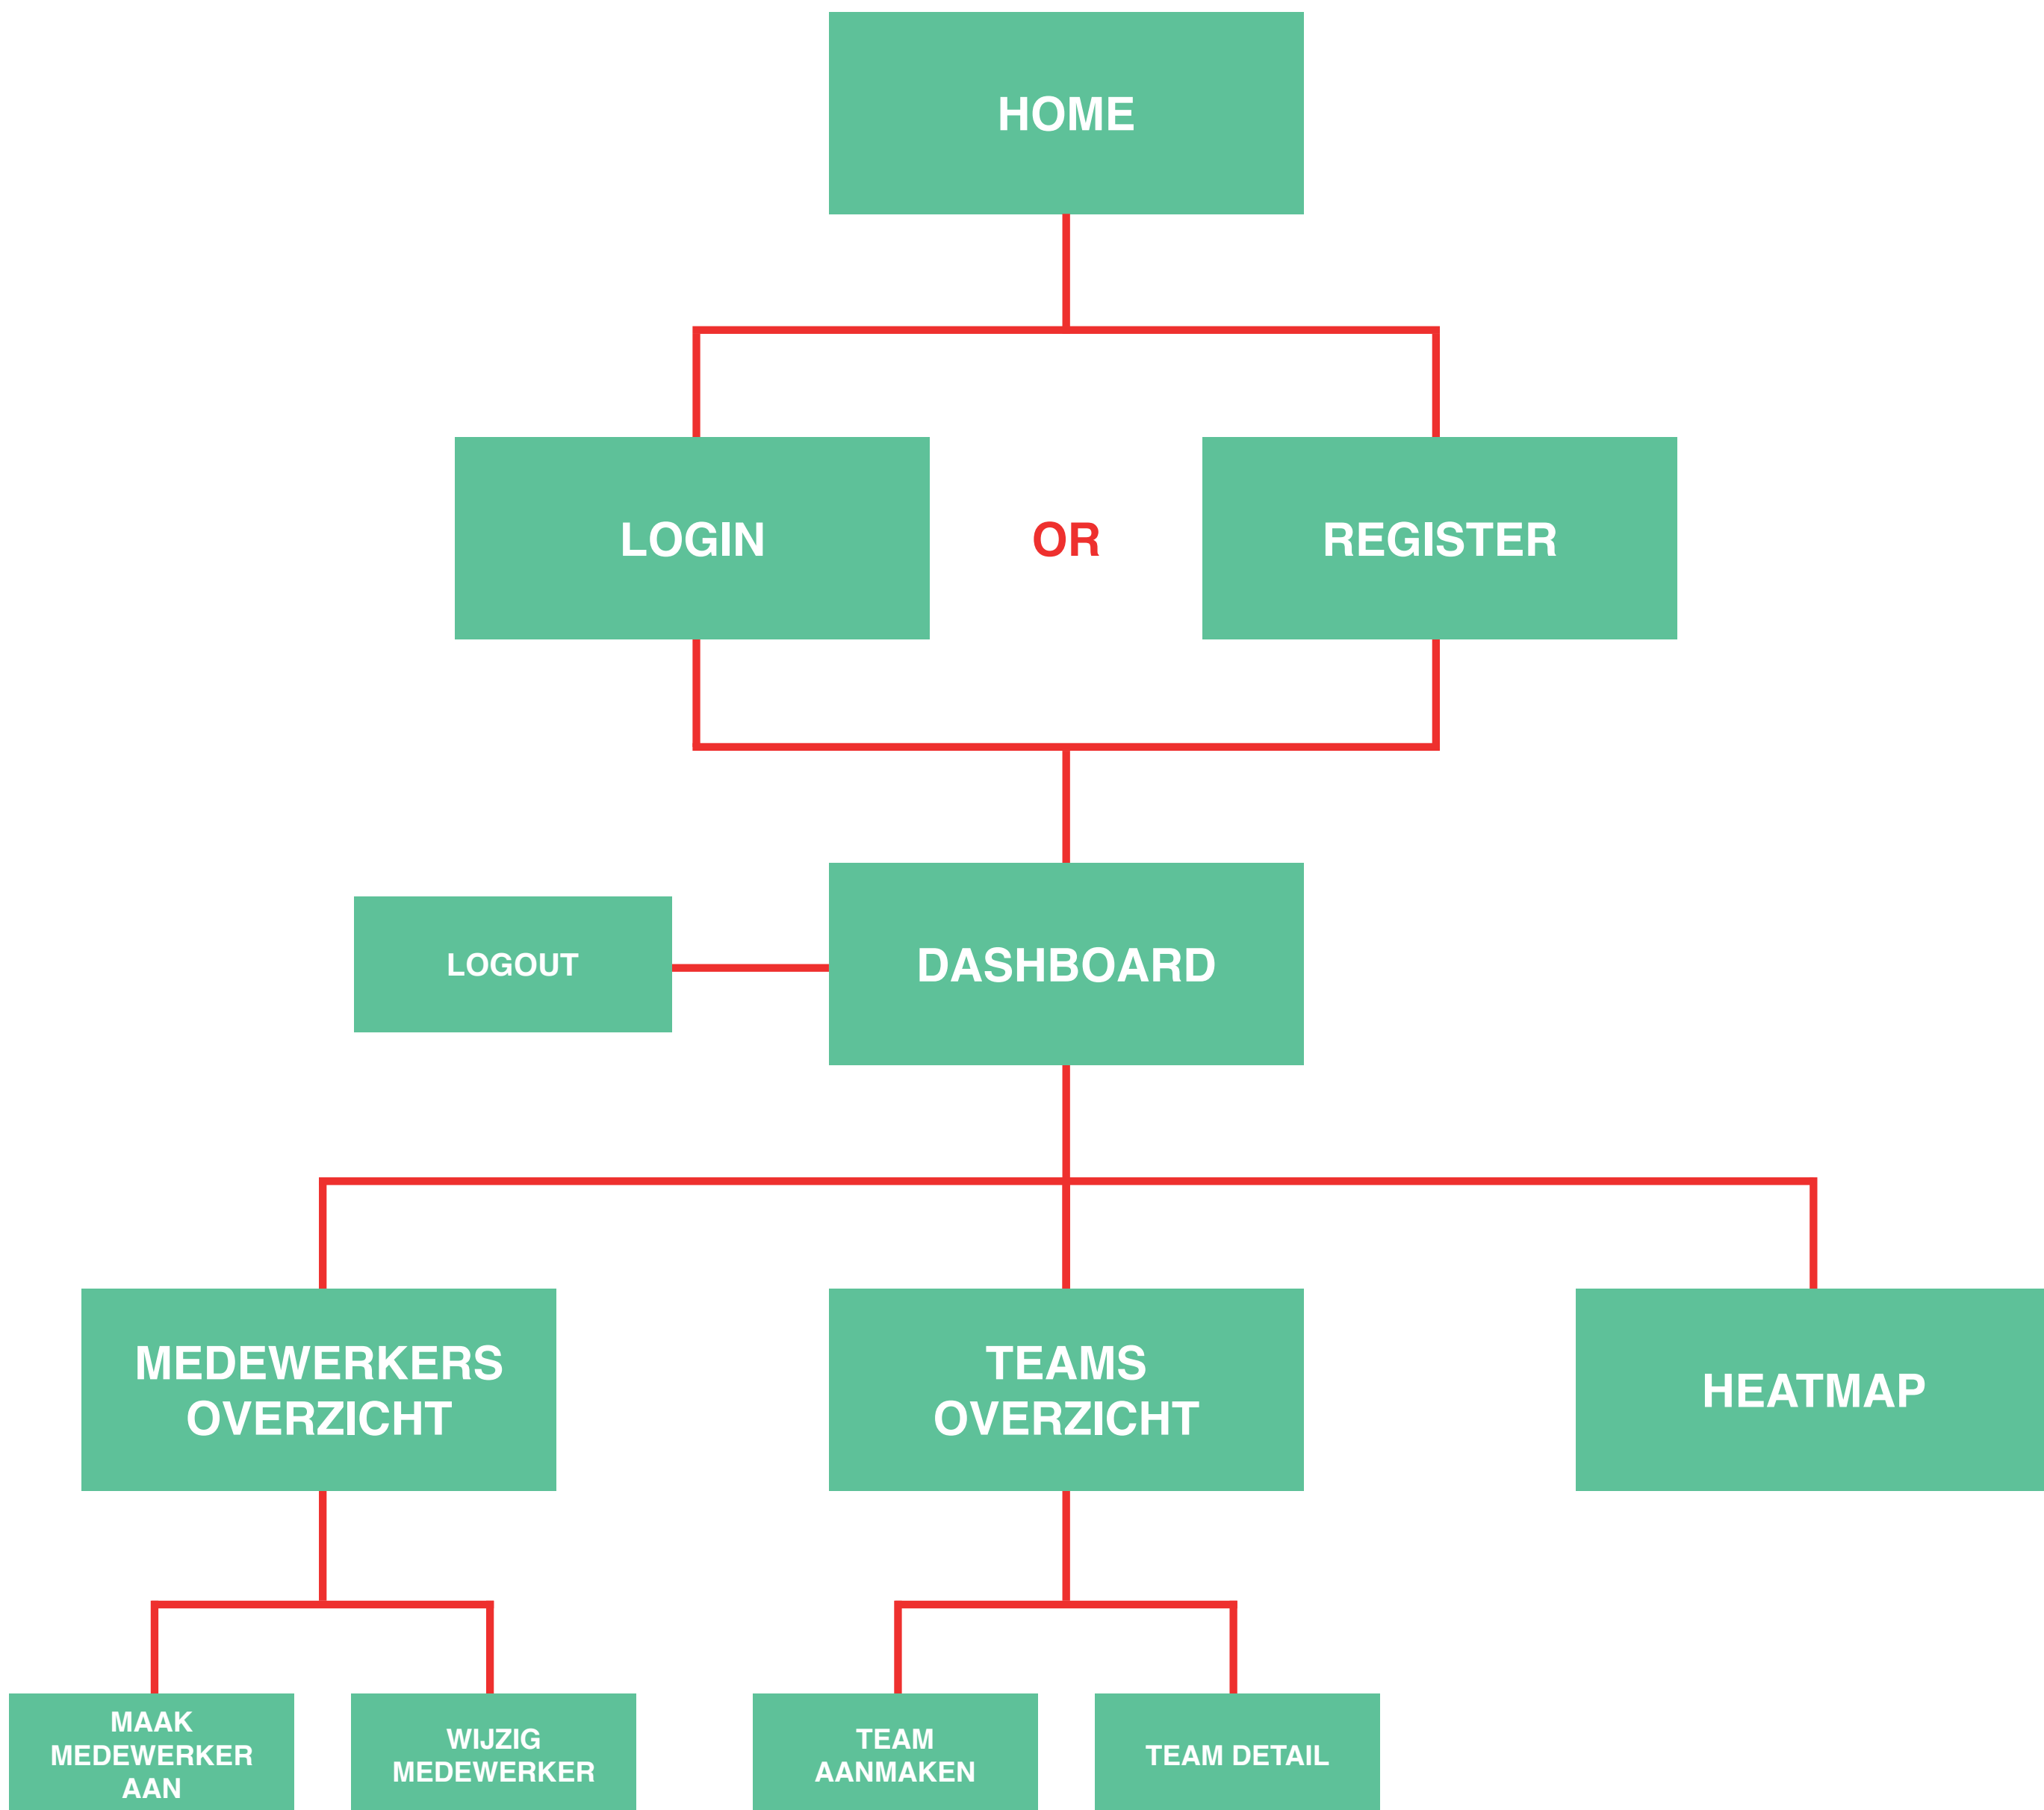 HOME
LOGIN
OR
REGISTER
LOGOUT
DASHBOARD
MEDEWERKERS
OVERZICHT
TEAMS
OVERZICHT
HEATMAP
MAAK
MEDEWERKER
AAN
WIJZIG
MEDEWERKER
TEAM
AANMAKEN
TEAM DETAIL